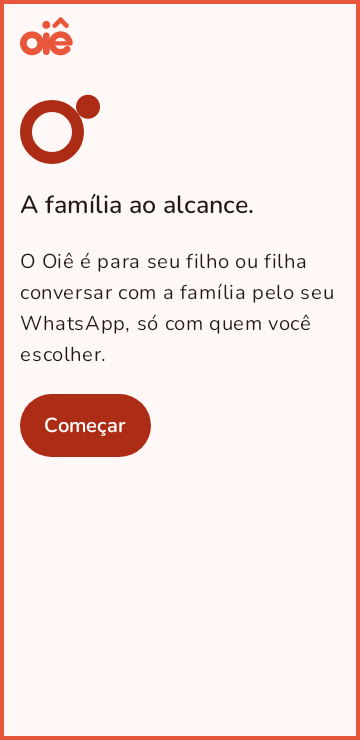 oiê
A família ao alcance.
O Oiê é para seu filho ou filha
conversar com a família pelo seu
WhatsApp, só com quem você
escolher.
Começar